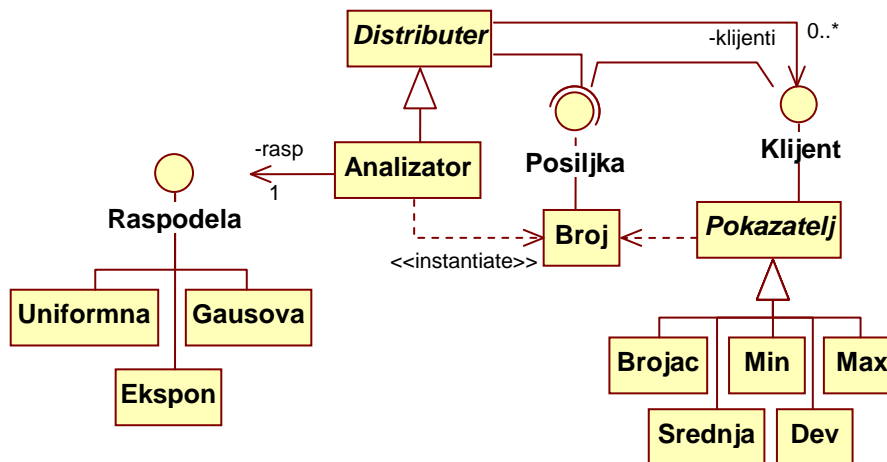 Distributer
-klijenti
0..*
-rasp
1
Analizator
Posiljka
Klijent
Raspodela
Broj
Pokazatelj
<<instantiate>>
Uniformna
Gausova
Ekspon
Brojac
Min
Max
Srednja
Dev